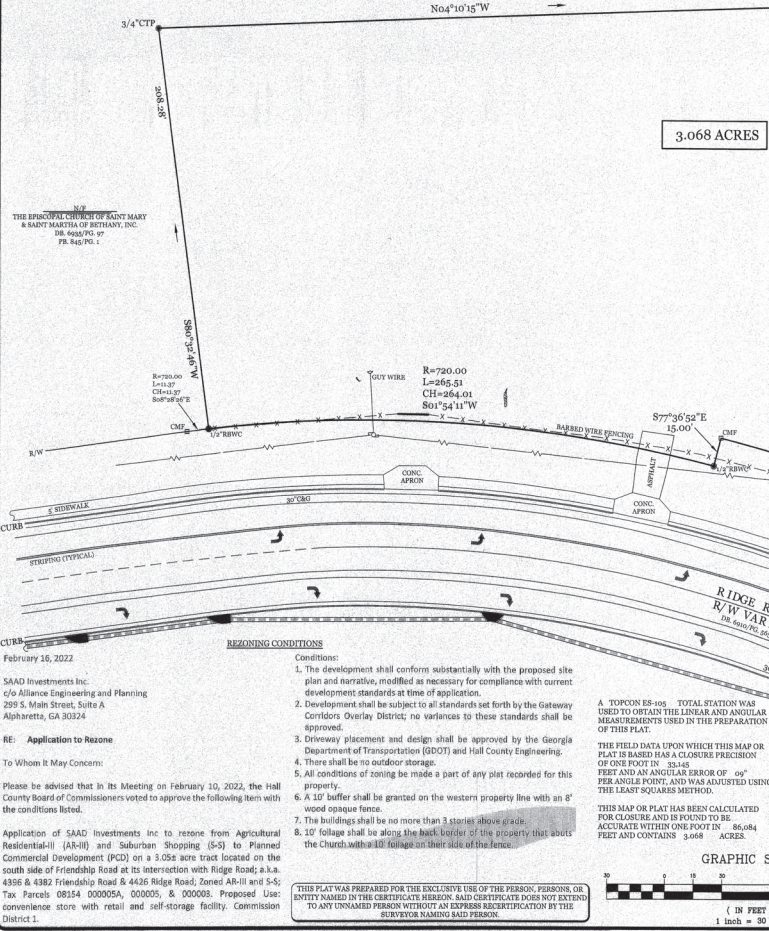 N04°10'15"W
3/4"CTP
208.28'
3.068 ACRES
N/F
THE EPISCOPAL CHURCH OF SAINT MARY
& SAINT MARTHA OF BETHANY, INC.
DB. 6935/PG. 97
PB. 845/PG. 1
S80°32'46"W
R=720.00
L=11.37
CH=11.37
S08°28'26"E
GUY WIRE
R=720.00
L=265.51
CH=264.01
S01°54'11"W
S77°36'52"E
15.00'
CMF
CMF
1/2"RBWC
BARBED WIRE FENCING
1/2"RBWC
R/W
ASPHALT
CONC.
APRON
CONC.
APRON
5' SIDEWALK
30"C&G
CURB
STRIPING (TYPICAL)
RIDGE R
R/W VAR
DB. 6910/PG. 56
30
CURB
REZONING CONDITIONS
February 16, 2022
SAAD Investments Inc.
c/o Alliance Engineering and Planning
299 S. Main Street, Suite A
Alpharetta, GA 30324
RE: Application to Rezone
To Whom It May Concern:
Please be advised that in its Meeting on February 10, 2022, the Hall
County Board of Commissioners voted to approve the following item with
the conditions listed.
Application of SAAD Investments Inc to rezone from Agricultural
Residential-III (AR-III) and Suburban Shopping (S-S) to Planned
Commercial Development (PCD) on a 3.05± acre tract located on the
south side of Friendship Road at its intersection with Ridge Road; a.k.a.
4396 & 4382 Friendship Road & 4426 Ridge Road; Zoned AR-III and S-S;
Tax Parcels 08154 000005A, 000005, & 000003. Proposed Use:
convenience store with retail and self-storage facility. Commission
District 1.
Conditions:
1. The development shall conform substantially with the proposed site
plan and narrative, modified as necessary for compliance with current
development standards at time of application.
2. Development shall be subject to all standards set forth by the Gateway
Corridors Overlay District; no variances to these standards shall be
approved.
3. Driveway placement and design shall be approved by the Georgia
Department of Transportation (GDOT) and Hall County Engineering.
4. There shall be no outdoor storage.
5. All conditions of zoning be made a part of any plat recorded for this
property.
6. A 10' buffer shall be granted on the western property line with an 8'
wood opaque fence.
7. The buildings shall be no more than 3 stories above grade.
8. 10' foliage shall be along the back border of the property that abuts
the Church with a 10' foliage on their side of the fence.
THIS PLAT WAS PREPARED FOR THE EXCLUSIVE USE OF THE PERSON, PERSONS, OR
ENTITY NAMED IN THE CERTIFICATE HEREON. SAID CERTIFICATE DOES NOT EXTEND
TO ANY UNNAMED PERSON WITHOUT AN EXPRESS RECERTIFICATION BY THE
SURVEYOR NAMING SAID PERSON.
A TOPCON ES-105 TOTAL STATION WAS
USED TO OBTAIN THE LINEAR AND ANGULAR
MEASUREMENTS USED IN THE PREPARATION
OF THIS PLAT.
THE FIELD DATA UPON WHICH THIS MAP OR
PLAT IS BASED HAS A CLOSURE PRECISION
OF ONE FOOT IN 33,145
FEET AND AN ANGULAR ERROR OF 09"
PER ANGLE POINT, AND WAS ADJUSTED USING
THE LEAST SQUARES METHOD.
THIS MAP OR PLAT HAS BEEN CALCULATED
FOR CLOSURE AND IS FOUND TO BE
ACCURATE WITHIN ONE FOOT IN 86,084
FEET AND CONTAINS 3.068 ACRES.
GRAPHIC S
30 0 15 30
( IN FEET
1 inch = 30